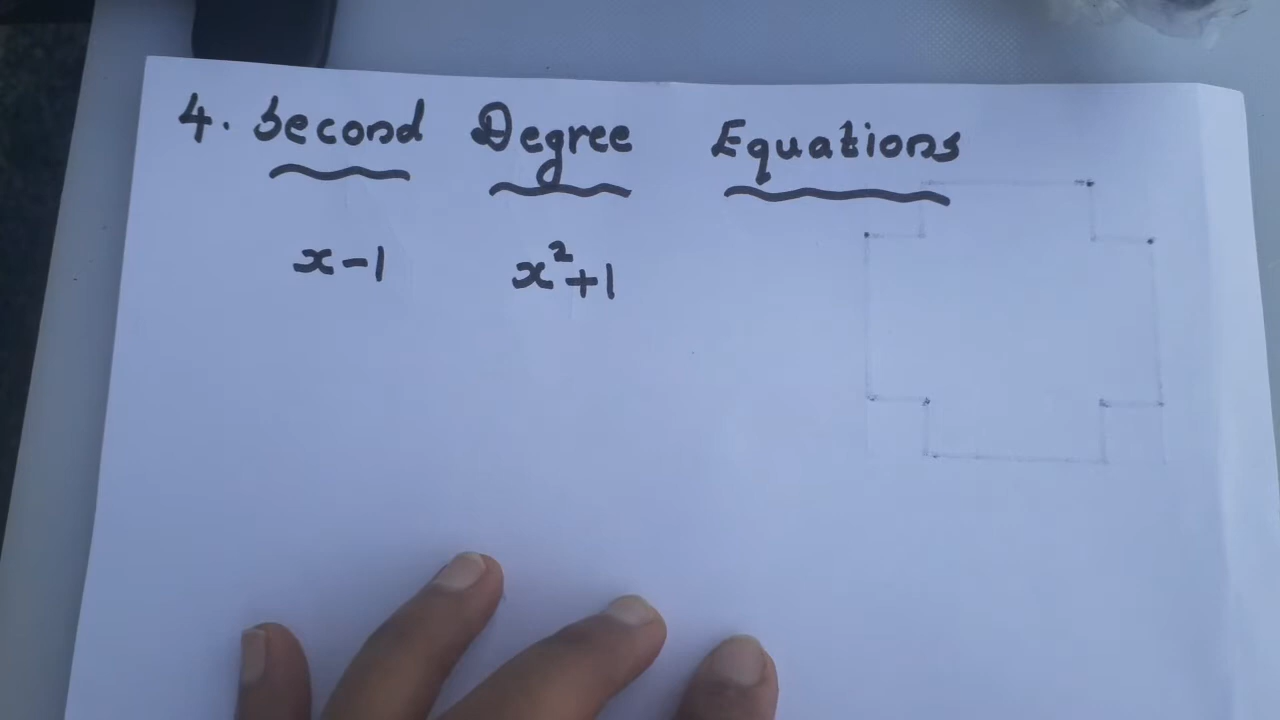 4. Second Degree Equations
x-1 x²+1